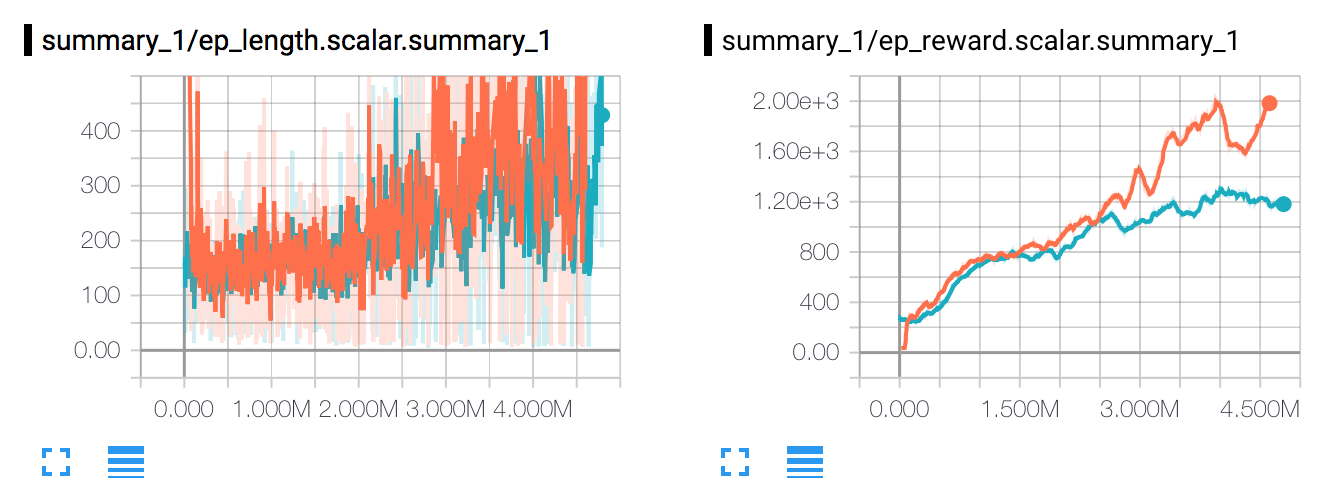 summary_1/ep_length.scalar.summary_1
400
300
200
100
0.00
0.000 1.000M 2.000M 3.000M 4.000M
summary_1/ep_reward.scalar.summary_1
2.00e+3
1.60e+3
1.20e+3
800
400
0.00
0.000 1.500M 3.000M 4.500M